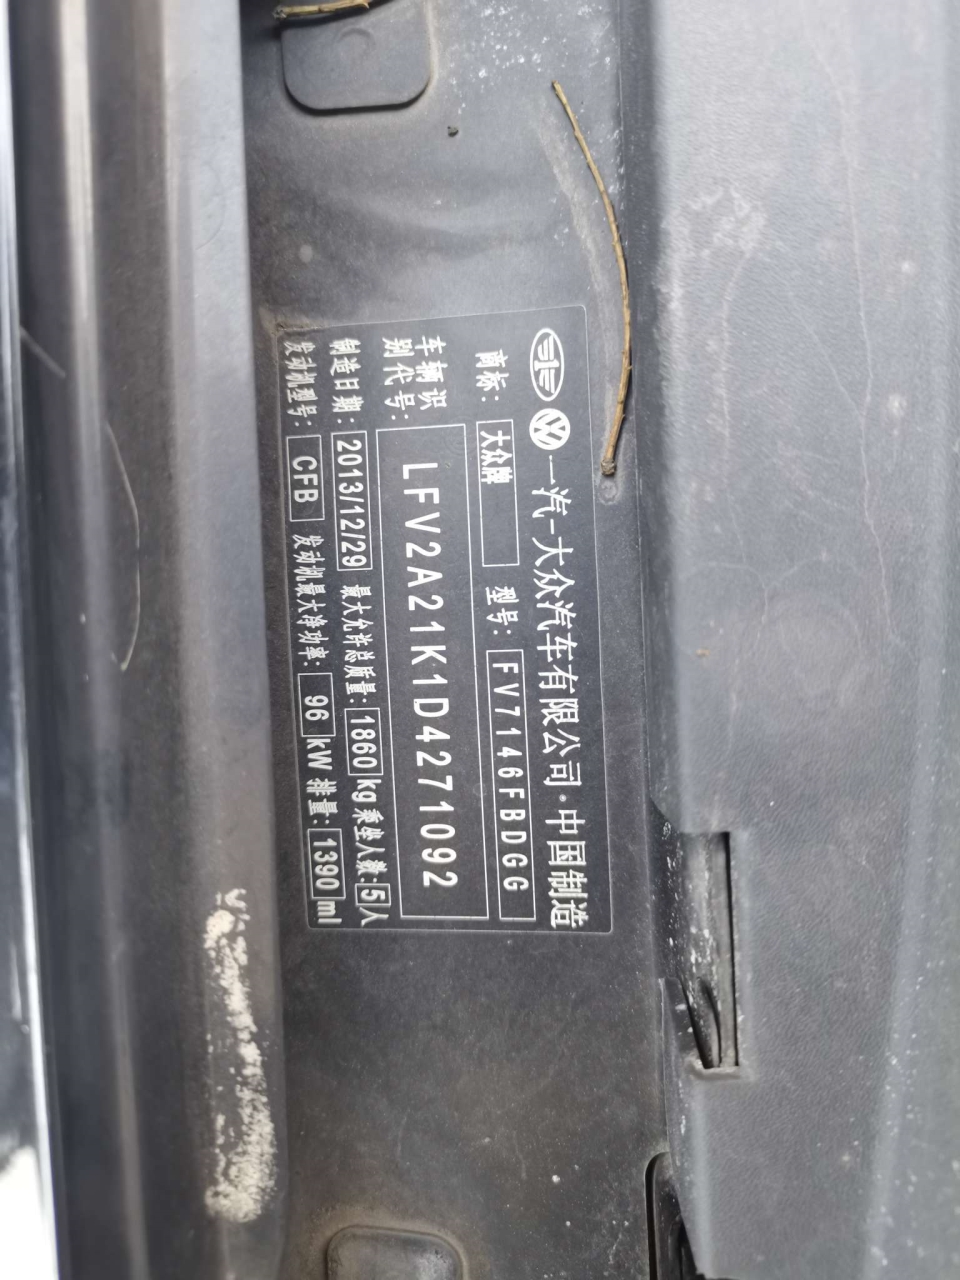 一汽-大众汽车有限公司·中国制造
商标: 大众牌 型号: FV7146FBDGG
车辆识别代号: LFV2A21K1D4271092
制造日期: 2013/12/29 最大允许总质量: 1860 kg 乘坐人数: 5 人
发动机型号: CFB 发动机最大净功率: 96 kW 排量: 1390 ml